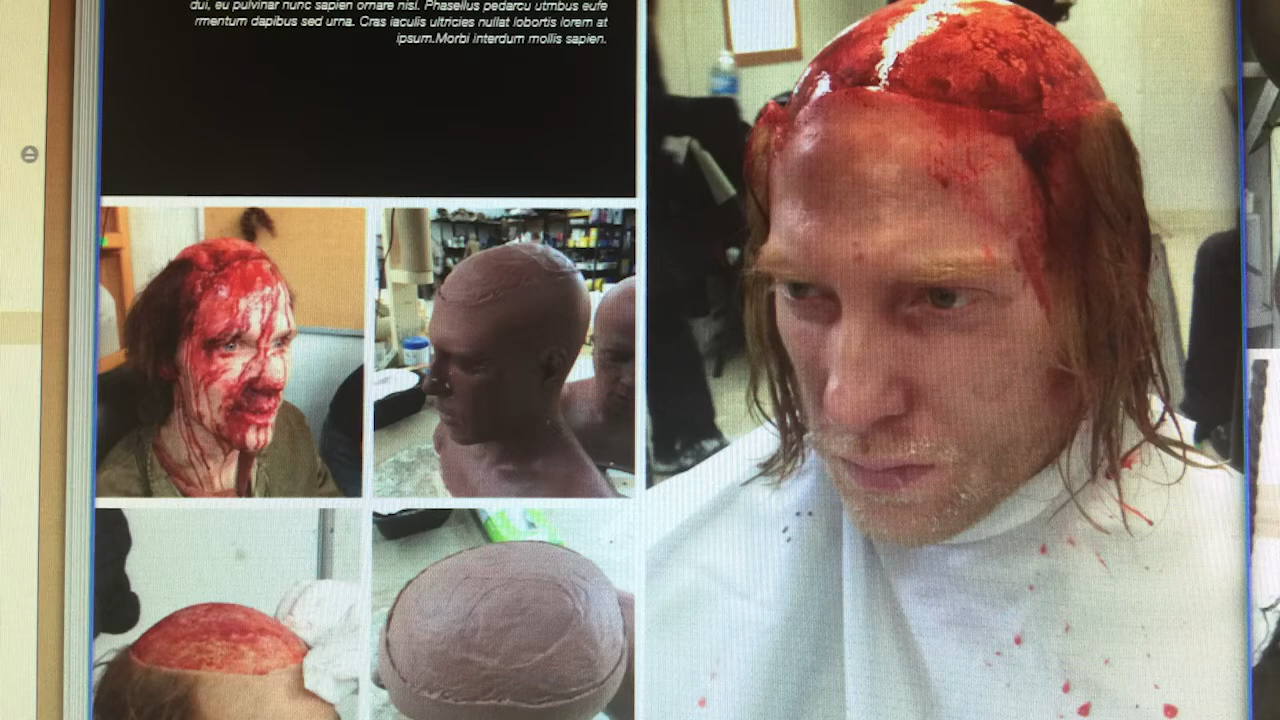 dui, eu pulvinar nunc sapien ornare nisl. Phasellus pedarcu utmbus eufe
rmentum dapibus sed urna. Cras iaculis ultricies nullat lobortis lorem at
ipsum.Morbi interdum mollis sapien.